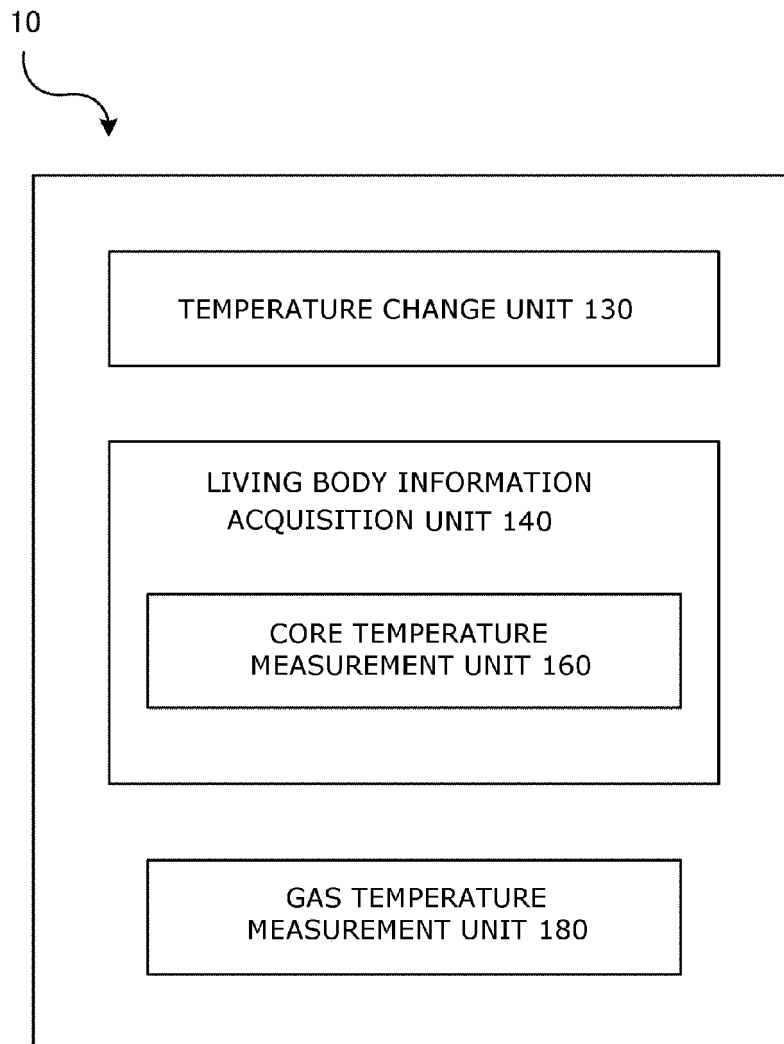 10
TEMPERATURE CHANGE UNIT 130
LIVING BODY INFORMATION
ACQUISITION UNIT 140
CORE TEMPERATURE
MEASUREMENT UNIT 160
GAS TEMPERATURE
MEASUREMENT UNIT 180